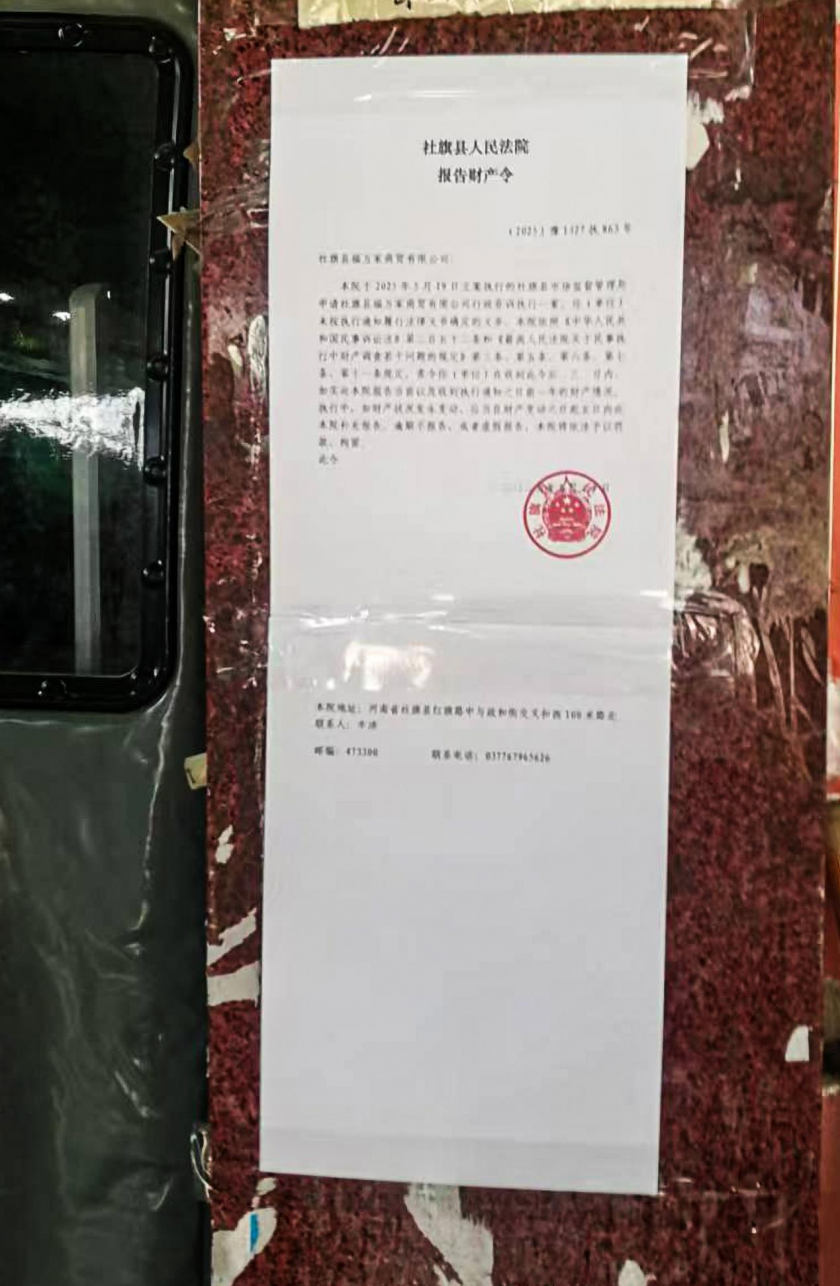 社旗县人民法院
报告财产令
(2025)豫1327执863号
社旗县福万家商贸有限公司:
本院于2025年5月19日立案执行的社旗县市场监督管理局
申请社旗县福万家商贸有限公司行政非诉执行一案,你(单位)
未按执行通知履行法律文书确定的义务。本院依照《中华人民共
和国民事诉讼法》第二百五十二条和《最高人民法院关于民事执
行中财产调查若干问题的规定》第三条、第五条、第六条、第七
条、第十一条规定,责令你(单位)在收到此令后 三 日内,
如实向本院报告当前以及收到执行通知之日前一年的财产情况。
执行中,如财产状况发生变动,应当自财产变动之日起五日内向
本院补充报告。逾期不报告,或者虚假报告,本院将依法予以罚
款、拘留。
此令
社旗县人民法院
本院地址:河南省社旗县红旗路中与政和街交叉扣西100米路北
联系人:
邮编:473300 联系电话:037767965626